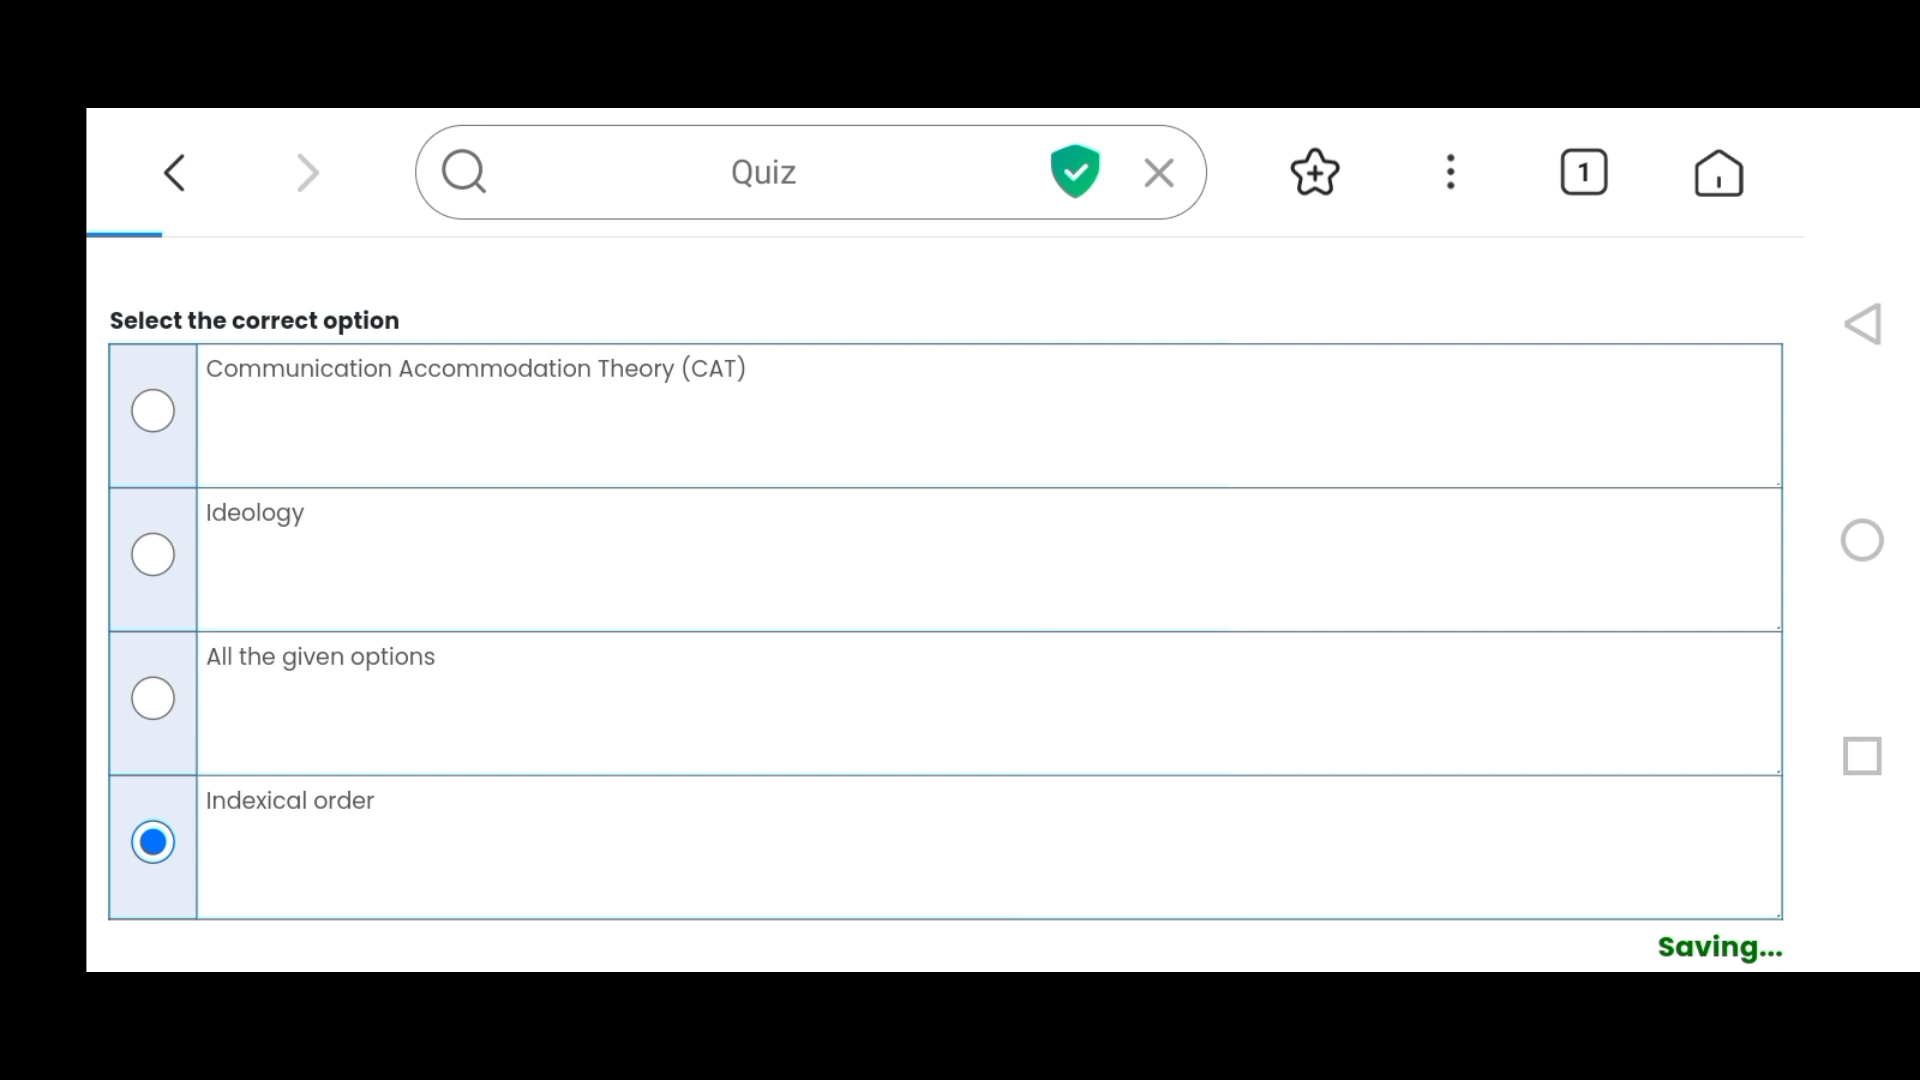 Quiz
1
Select the correct option
Communication Accommodation Theory (CAT)
Ideology
All the given options
Indexical order
Saving...